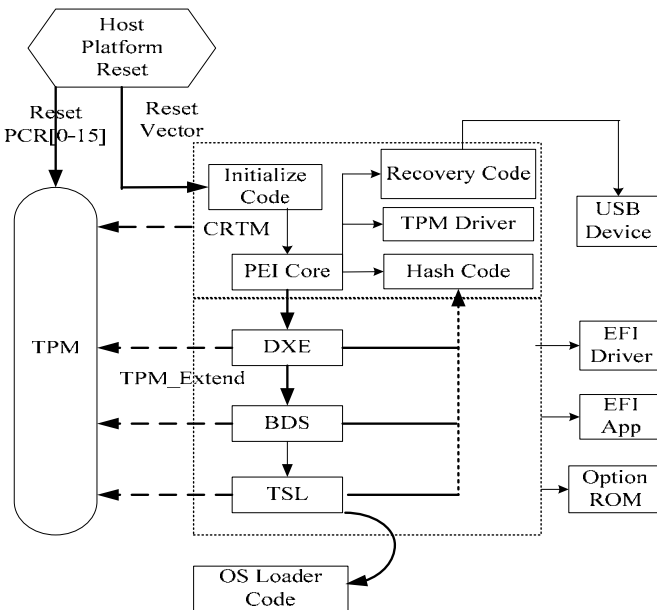 Host
Platform
Reset
Reset
PCR[0-15]
Reset
Vector
Initialize
Code
Recovery Code
USB
Device
CRTM
TPM Driver
PEI Core
Hash Code
TPM
DXE
EFI
Driver
TPM_Extend
BDS
EFI
App
TSL
Option
ROM
OS Loader
Code